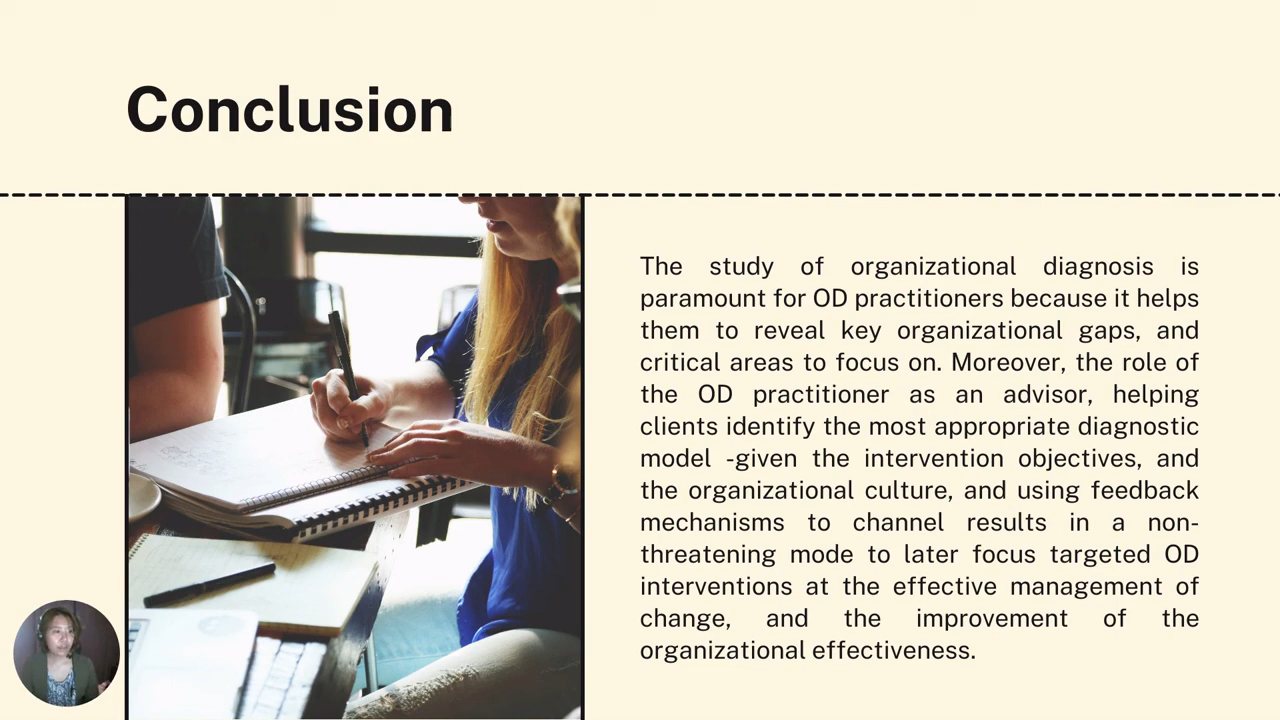 Conclusion
The study of organizational diagnosis is
paramount for OD practitioners because it helps
them to reveal key organizational gaps, and
critical areas to focus on. Moreover, the role of
the OD practitioner as an advisor, helping
clients identify the most appropriate diagnostic
model -given the intervention objectives, and
the organizational culture, and using feedback
mechanisms to channel results in a non-
threatening mode to later focus targeted OD
interventions at the effective management of
change, and the improvement of the
organizational effectiveness.